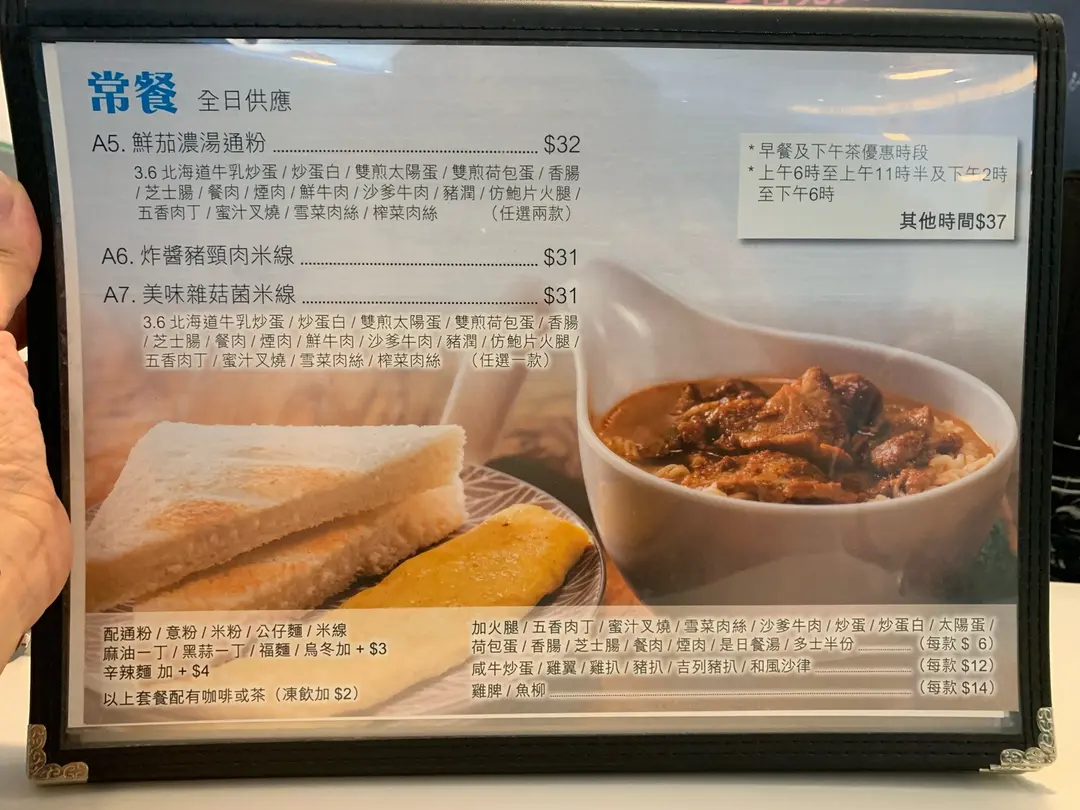 常餐 全日供應
A5. 鮮茄濃湯通粉 $32
3.6 北海道牛乳炒蛋 / 炒蛋白 / 雙煎太陽蛋 / 雙煎荷包蛋 / 香腸
/ 芝士腸 / 餐肉 / 煙肉 / 鮮牛肉 / 沙爹牛肉 / 豬潤 / 仿鮑片火腿 /
五香肉丁 / 蜜汁叉燒 / 雪菜肉絲 / 榨菜肉絲 （任選兩款）
A6. 炸醬豬頸肉米線 $31
A7. 美味雜菇菌米線 $31
3.6 北海道牛乳炒蛋 / 炒蛋白 / 雙煎太陽蛋 / 雙煎荷包蛋 / 香腸
/ 芝士腸 / 餐肉 / 煙肉 / 鮮牛肉 / 沙爹牛肉 / 豬潤 / 仿鮑片火腿 /
五香肉丁 / 蜜汁叉燒 / 雪菜肉絲 / 榨菜肉絲 （任選一款）
* 早餐及下午茶優惠時段
* 上午6時至上午11時半及下午2時
至下午6時
其他時間$37
配通粉 / 意粉 / 米粉 / 公仔麵 / 米線
麻油一丁 / 黑蒜一丁 / 福麵 / 烏冬加 + $3
辛辣麵 加 + $4
以上套餐配有咖啡或茶（凍飲加 $2）
加火腿 / 五香肉丁 / 蜜汁叉燒 / 雪菜肉絲 / 沙爹牛肉 / 炒蛋 / 炒蛋白 / 太陽蛋 /
荷包蛋 / 香腸 / 芝士腸 / 餐肉 / 煙肉 / 是日餐湯 / 多士半份 （每款 $ 6）
咸牛炒蛋 / 雞翼 / 雞扒 / 豬扒 / 吉列豬扒 / 和風沙律 （每款 $12）
雞脾 / 魚柳 （每款 $14）